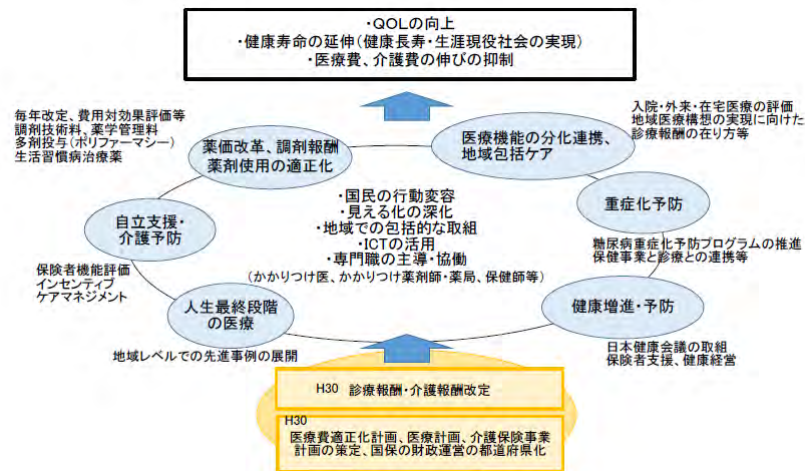 ・QOLの向上
・健康寿命の延伸(健康長寿・生涯現役社会の実現)
・医療費、介護費の伸びの抑制
毎年改定、費用対効果評価等
調剤技術料、薬学管理料
多剤投与(ポリファーマシー)
生活習慣病治療薬
薬価改革、調剤報酬
薬剤使用の適正化
医療機能の分化連携、
地域包括ケア
入院・外来・在宅医療の評価
地域医療構想の実現に向けた
診療報酬の在り方等
・国民の行動変容
・見える化の深化
・地域での包括的な取組
・ICTの活用
・専門職の主導・協働
(かかりつけ医、かかりつけ薬剤師・薬局、保健師等)
自立支援・
介護予防
保険者機能評価
インセンティブ
ケアマネジメント
重症化予防
糖尿病重症化予防プログラムの推進
保健事業と診療との連携等
人生最終段階
の医療
地域レベルでの先進事例の展開
健康増進・予防
日本健康会議の取組
保険者支援、健康経営
H30 診療報酬・介護報酬改定
H30
医療費適正化計画、医療計画、介護保険事業
計画の策定、国保の財政運営の都道府県化